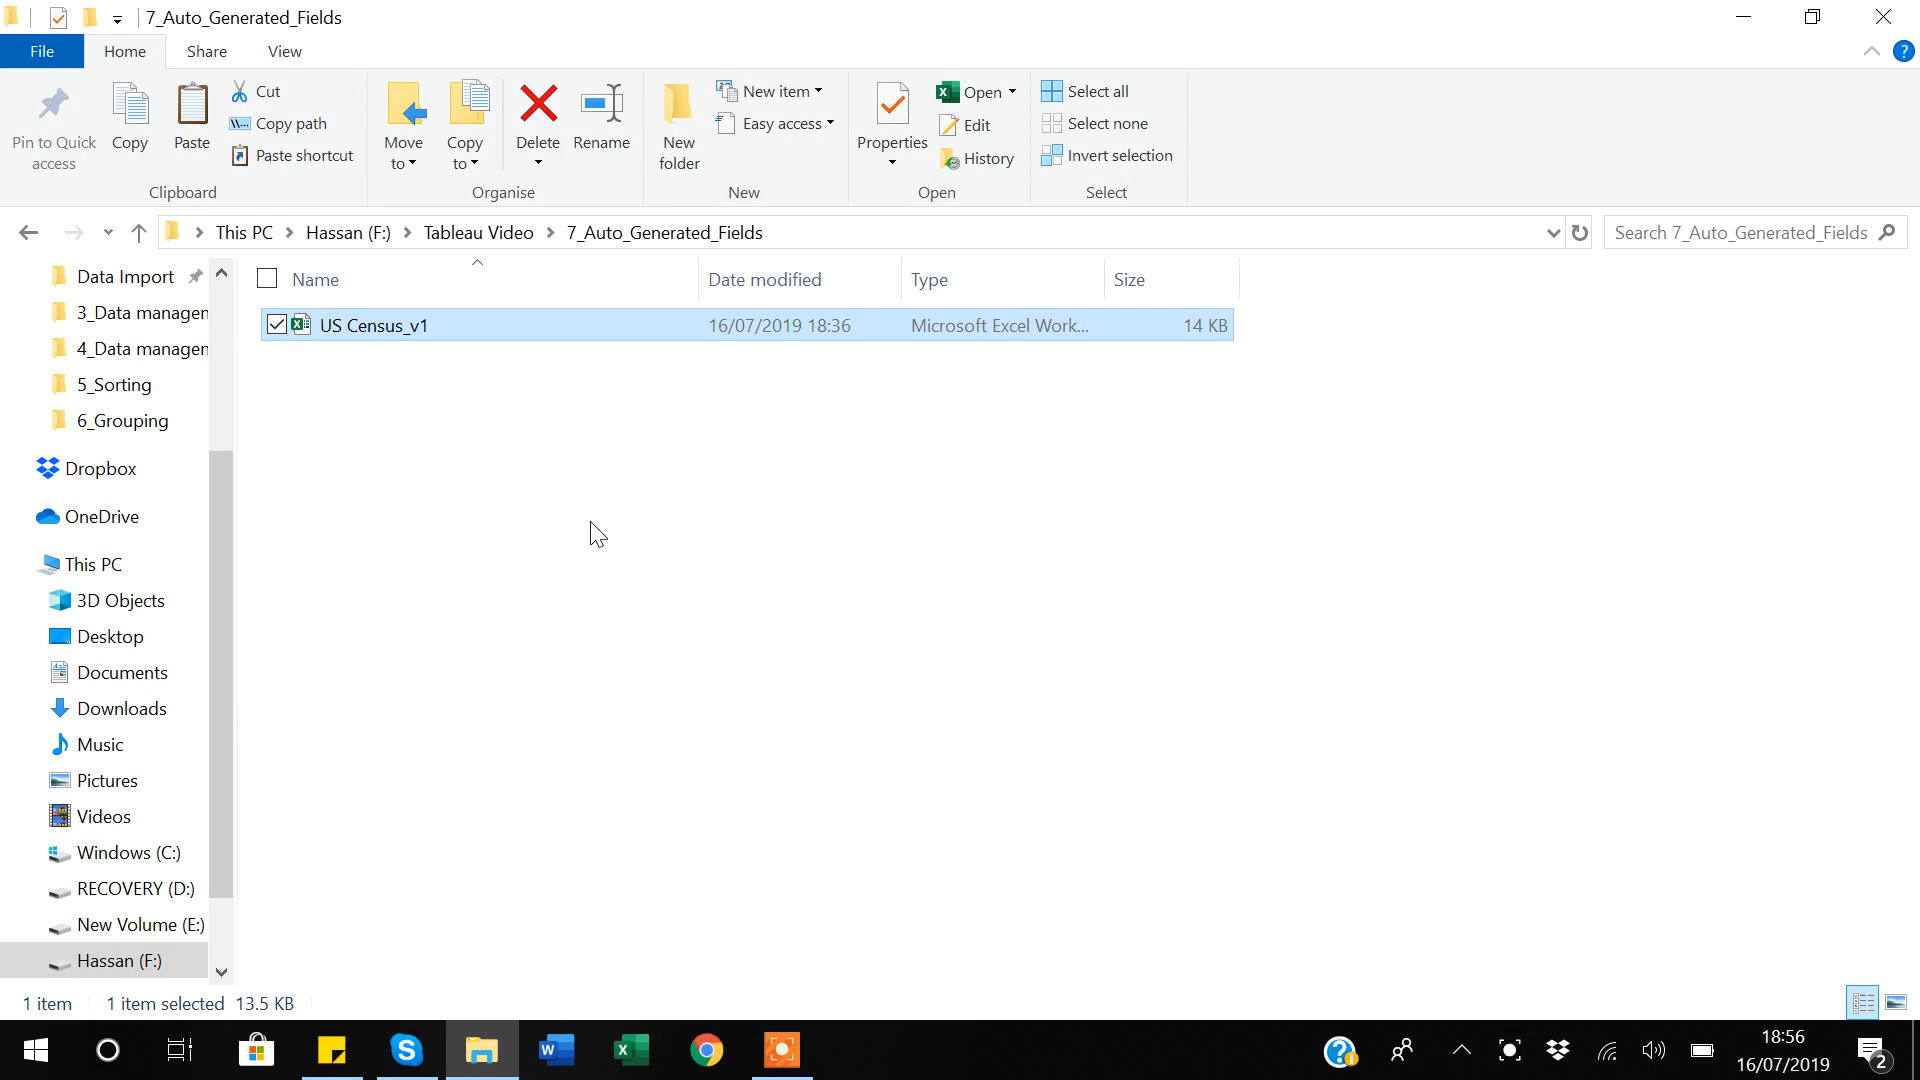 7_Auto_Generated_Fields
File Home Share View
Pin to Quick access
Copy
Paste
Cut
Copy path
Paste shortcut
Clipboard
Move to
Copy to
Delete
Rename
Organise
New folder
New item
Easy access
New
Properties
Open
Edit
History
Open
Select all
Select none
Invert selection
Select
This PC > Hassan (F:) > Tableau Video > 7_Auto_Generated_Fields
Search 7_Auto_Generated_Fields
Name Date modified Type Size
US Census_v1 16/07/2019 18:36 Microsoft Excel Work... 14 KB
Data Import
3_Data managen
4_Data managen
5_Sorting
6_Grouping
Dropbox
OneDrive
This PC
3D Objects
Desktop
Documents
Downloads
Music
Pictures
Videos
Windows (C:)
RECOVERY (D:)
New Volume (E:)
Hassan (F:)
1 item 1 item selected 13.5 KB
18:56
16/07/2019
2